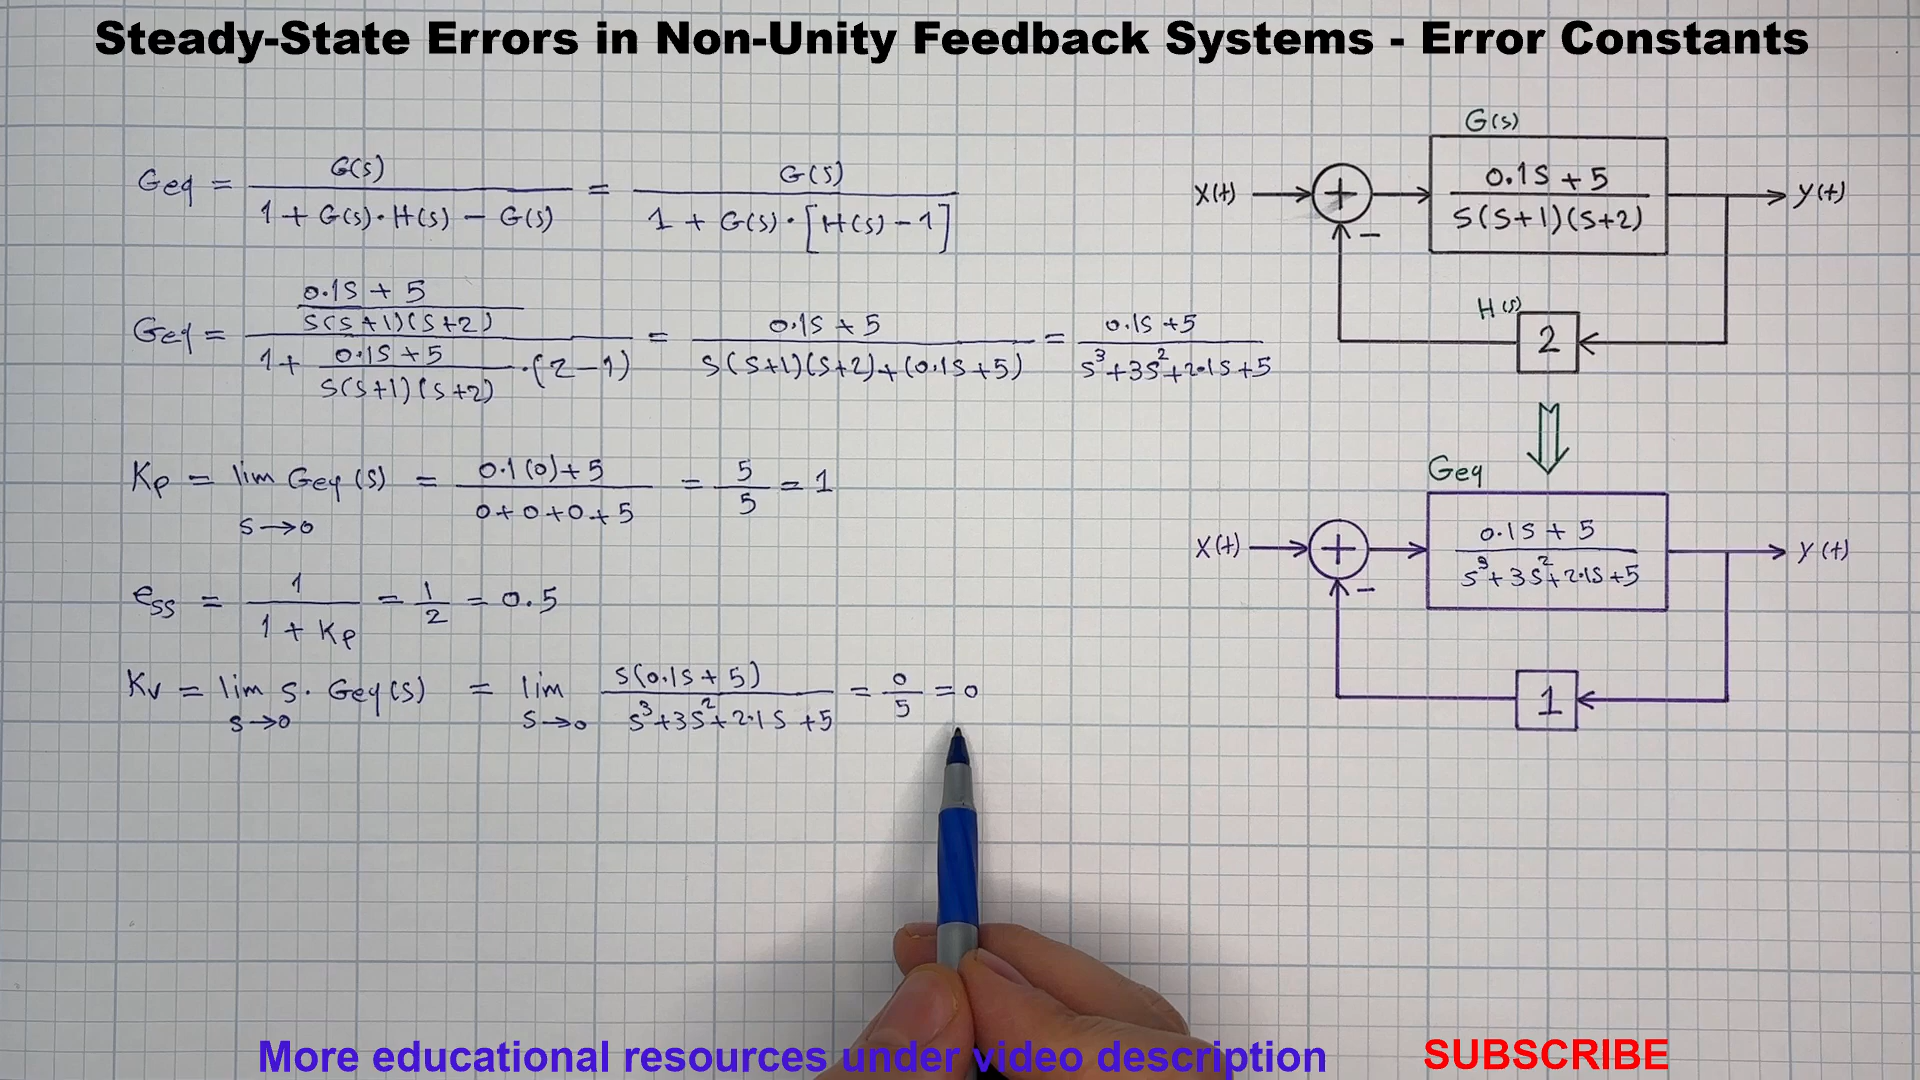 Steady-State Errors in Non-Unity Feedback Systems - Error Constants
Geq = G(s) / (1 + G(s)·H(s) − G(s)) = G(s) / (1 + G(s)·[H(s) − 1])
Geq = ((0.1s + 5) / (s(s+1)(s+2))) / (1 + (0.1s + 5) / (s(s+1)(s+2)) · (2−1)) = (0.1s + 5) / (s(s+1)(s+2)+(0.1s+5)) = (0.1s +5) / (s³+3s²+2.1s+5)
Kp = lim s→0 Geq(s) = (0.1(0)+5) / (0+0+0+5) = 5/5 = 1
ess = 1 / (1 + Kp) = 1/2 = 0.5
Kv = lim s→0 s. Geq(s) = lim s→0 s(0.1s + 5) / (s³+3s²+2.1s+5) = 0/5 = 0
G(s)
X(t)
+
(0.1s + 5) / (s(s+1)(s+2))
y(t)
−
H(s)
2
Geq
X(t)
+
(0.1s + 5) / (s³+3s²+2.1s+5)
y(t)
−
1
More educational resources under video description
SUBSCRIBE